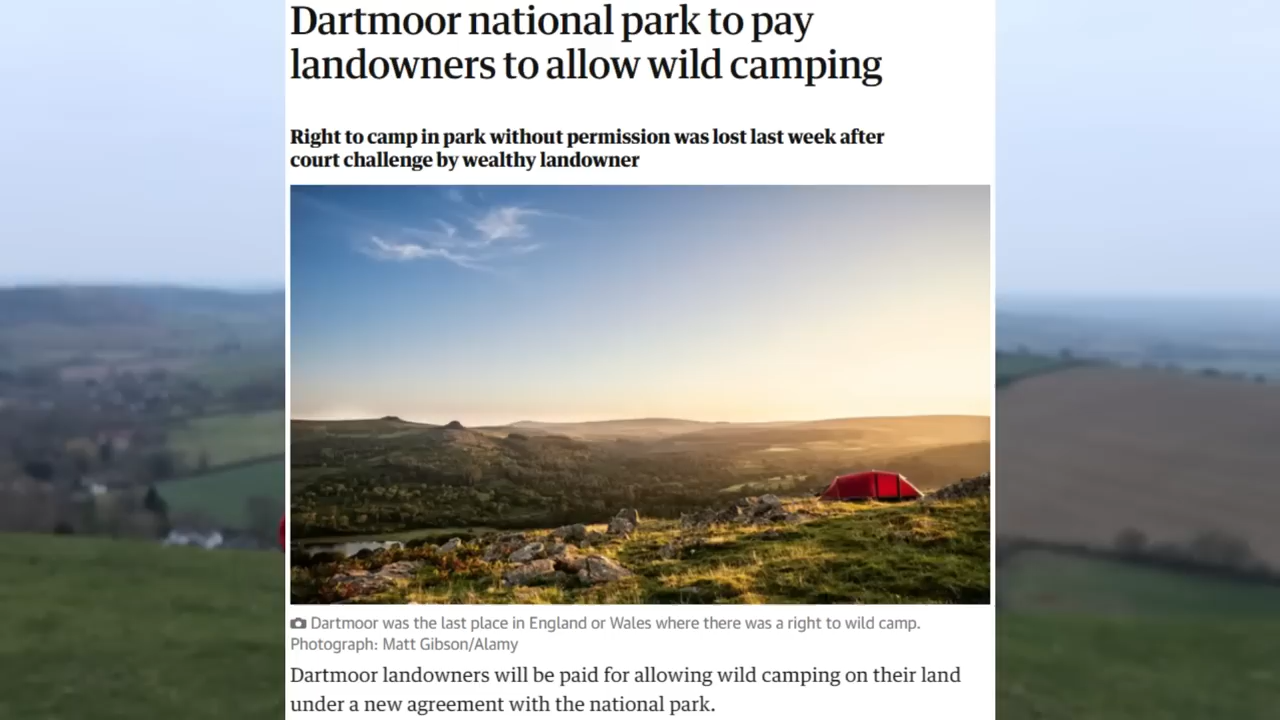 Dartmoor national park to pay
landowners to allow wild camping
Right to camp in park without permission was lost last week after
court challenge by wealthy landowner
Dartmoor was the last place in England or Wales where there was a right to wild camp.
Photograph: Matt Gibson/Alamy
Dartmoor landowners will be paid for allowing wild camping on their land
under a new agreement with the national park.